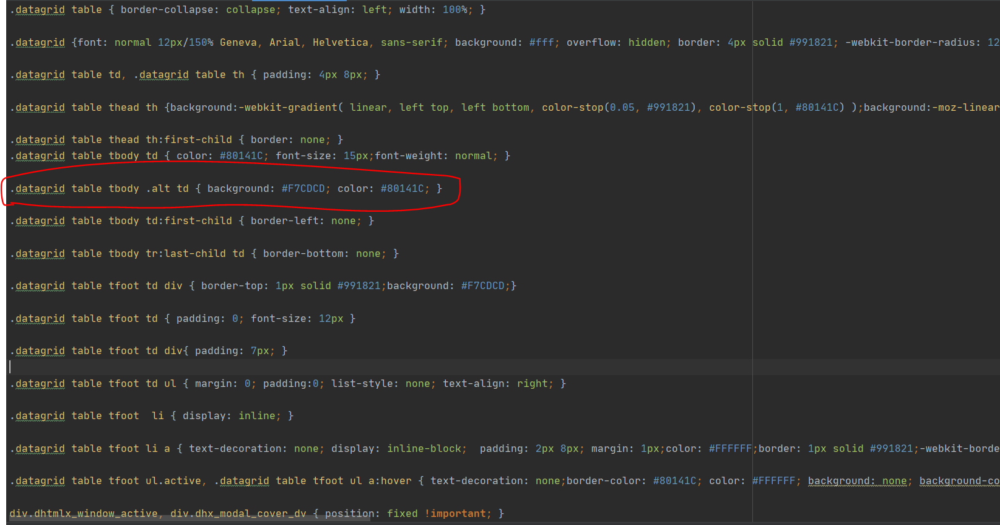 .datagrid table { border-collapse: collapse; text-align: left; width: 100%; }
.datagrid {font: normal 12px/150% Geneva, Arial, Helvetica, sans-serif; background: #fff; overflow: hidden; border: 4px solid #991821; -webkit-border-radius: 12
.datagrid table td, .datagrid table th { padding: 4px 8px; }
.datagrid table thead th {background:-webkit-gradient( linear, left top, left bottom, color-stop(0.05, #991821), color-stop(1, #80141C) );background:-moz-linear
.datagrid table thead th:first-child { border: none; }
.datagrid table tbody td { color: #80141C; font-size: 15px;font-weight: normal; }
.datagrid table tbody .alt td { background: #F7CDCD; color: #80141C; }
.datagrid table tbody td:first-child { border-left: none; }
.datagrid table tbody tr:last-child td { border-bottom: none; }
.datagrid table tfoot td div { border-top: 1px solid #991821;background: #F7CDCD;}
.datagrid table tfoot td { padding: 0; font-size: 12px }
.datagrid table tfoot td div{ padding: 7px; }
.datagrid table tfoot td ul { margin: 0; padding:0; list-style: none; text-align: right; }
.datagrid table tfoot  li { display: inline; }
.datagrid table tfoot li a { text-decoration: none; display: inline-block;  padding: 2px 8px; margin: 1px;color: #FFFFFF;border: 1px solid #991821;-webkit-borde
.datagrid table tfoot ul.active, .datagrid table tfoot ul a:hover { text-decoration: none;border-color: #80141C; color: #FFFFFF; background: none; background-co
div.dhtmlx_window_active, div.dhx_modal_cover_dv { position: fixed !important; }